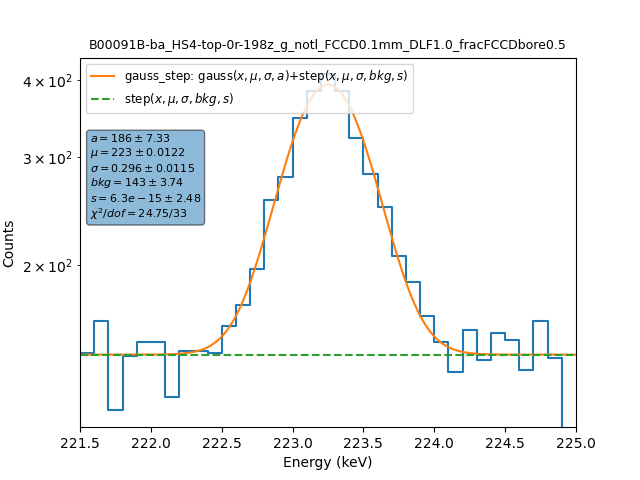 B00091B-ba_HS4-top-0r-198z_g_notl_FCCD0.1mm_DLF1.0_fracFCCDbore0.5
gauss_step: gauss(x, μ, σ, a)+step(x, μ, σ, bkg, s)
step(x, μ, σ, bkg, s)
a = 186 ± 7.33
μ = 223 ± 0.0122
σ = 0.296 ± 0.0115
bkg = 143 ± 3.74
s = 6.3e − 15 ± 2.48
χ²/dof = 24.75/33
4 × 10²
3 × 10²
2 × 10²
Counts
221.5 222.0 222.5 223.0 223.5 224.0 224.5 225.0
Energy (keV)